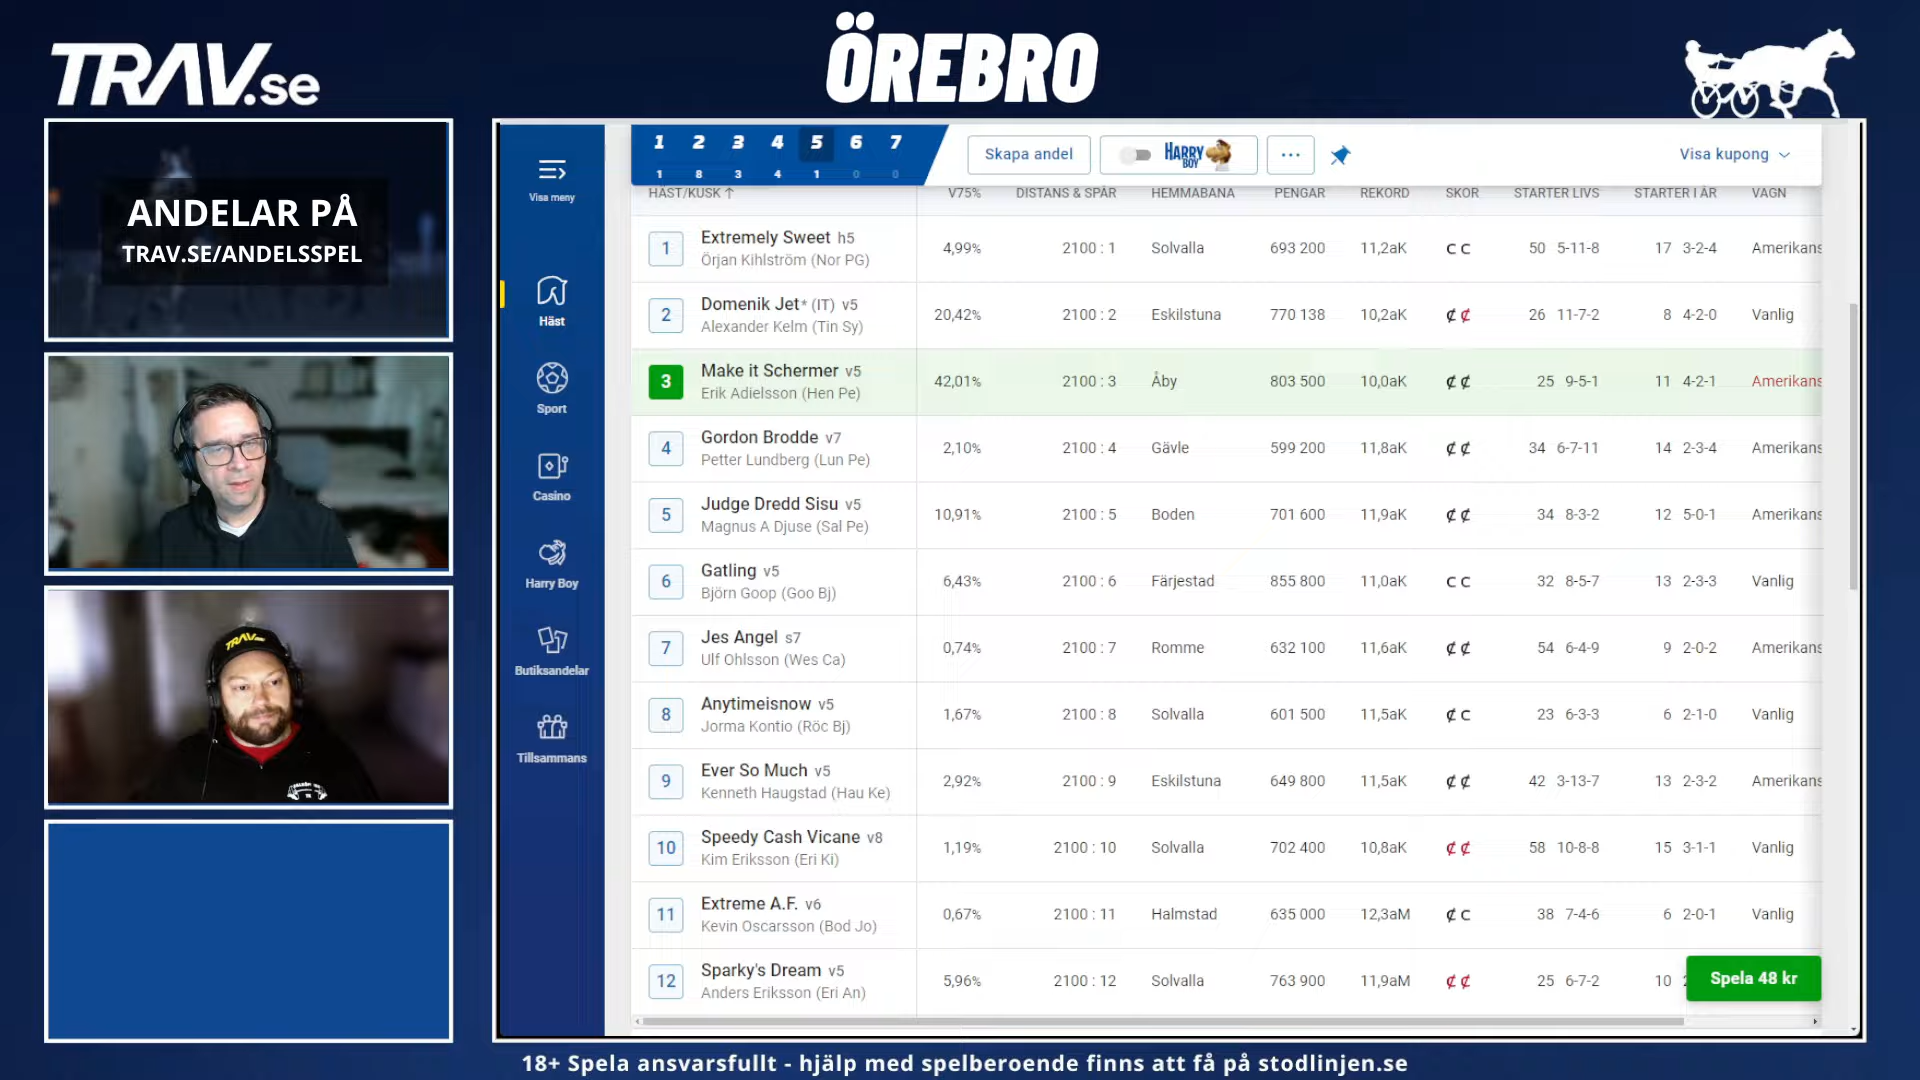 TRAV.se
ÖREBRO
ANDELAR PÅ
TRAV.SE/ANDELSSPEL
TRAV.se
Visa meny
Häst
Sport
Casino
Harry Boy
Butiksandelar
Tillsammans
1 2 3 4 5 6 7
1 8 3 4 1 0 0
Skapa andel
HARRY BOY
...
Visa kupong
HÄST/KUSK ↑ V75% DISTANS & SPÅR HEMMABANA PENGAR REKORD SKOR STARTER LIVS STARTER I ÅR VAGN
1 Extremely Sweet h5 4,99% 2100 : 1 Solvalla 693 200 11,2aK C C 50 5-11-8 17 3-2-4 Amerikans
Örjan Kihlström (Nor PG)
2 Domenik Jet* (IT) v5 20,42% 2100 : 2 Eskilstuna 770 138 10,2aK ₵ ₵ 26 11-7-2 8 4-2-0 Vanlig
Alexander Kelm (Tin Sy)
3 Make it Schermer v5 42,01% 2100 : 3 Åby 803 500 10,0aK ₵ ₵ 25 9-5-1 11 4-2-1 Amerikans
Erik Adielsson (Hen Pe)
4 Gordon Brodde v7 2,10% 2100 : 4 Gävle 599 200 11,8aK ₵ ₵ 34 6-7-11 14 2-3-4 Amerikans
Petter Lundberg (Lun Pe)
5 Judge Dredd Sisu v5 10,91% 2100 : 5 Boden 701 600 11,9aK ₵ ₵ 34 8-3-2 12 5-0-1 Amerikans
Magnus A Djuse (Sal Pe)
6 Gatling v5 6,43% 2100 : 6 Färjestad 855 800 11,0aK C C 32 8-5-7 13 2-3-3 Vanlig
Björn Goop (Goo Bj)
7 Jes Angel s7 0,74% 2100 : 7 Romme 632 100 11,6aK ₵ ₵ 54 6-4-9 9 2-0-2 Amerikans
Ulf Ohlsson (Wes Ca)
8 Anytimeisnow v5 1,67% 2100 : 8 Solvalla 601 500 11,5aK ₵ C 23 6-3-3 6 2-1-0 Vanlig
Jorma Kontio (Röc Bj)
9 Ever So Much v5 2,92% 2100 : 9 Eskilstuna 649 800 11,5aK ₵ ₵ 42 3-13-7 13 2-3-2 Amerikans
Kenneth Haugstad (Hau Ke)
10 Speedy Cash Vicane v8 1,19% 2100 : 10 Solvalla 702 400 10,8aK ₵ ₵ 58 10-8-8 15 3-1-1 Vanlig
Kim Eriksson (Eri Ki)
11 Extreme A.F. v6 0,67% 2100 : 11 Halmstad 635 000 12,3aM ₵ C 38 7-4-6 6 2-0-1 Vanlig
Kevin Oscarsson (Bod Jo)
12 Sparky's Dream v5 5,96% 2100 : 12 Solvalla 763 900 11,9aM ₵ ₵ 25 6-7-2 10
Anders Eriksson (Eri An)
Spela 48 kr
18+ Spela ansvarsfullt - hjälp med spelberoende finns att få på stodlinjen.se